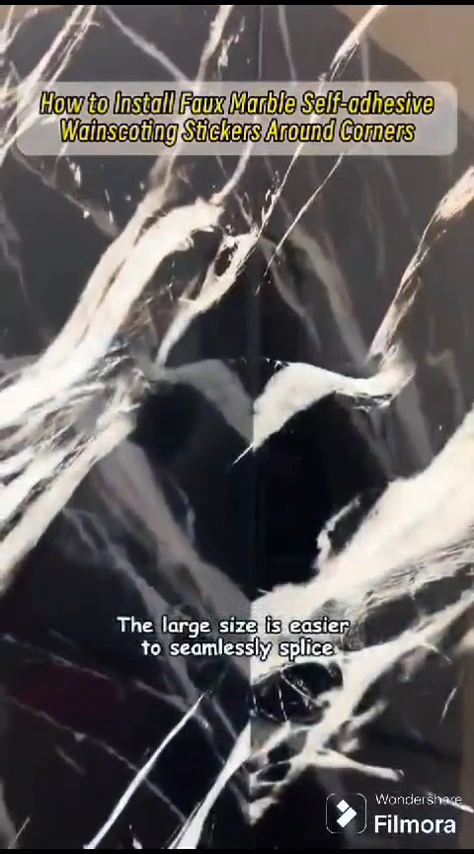 How to Install Faux Marble Self-adhesive
Wainscoting Stickers Around Corners
The large size is easier
to seamlessly splice
Wondershare
Filmora